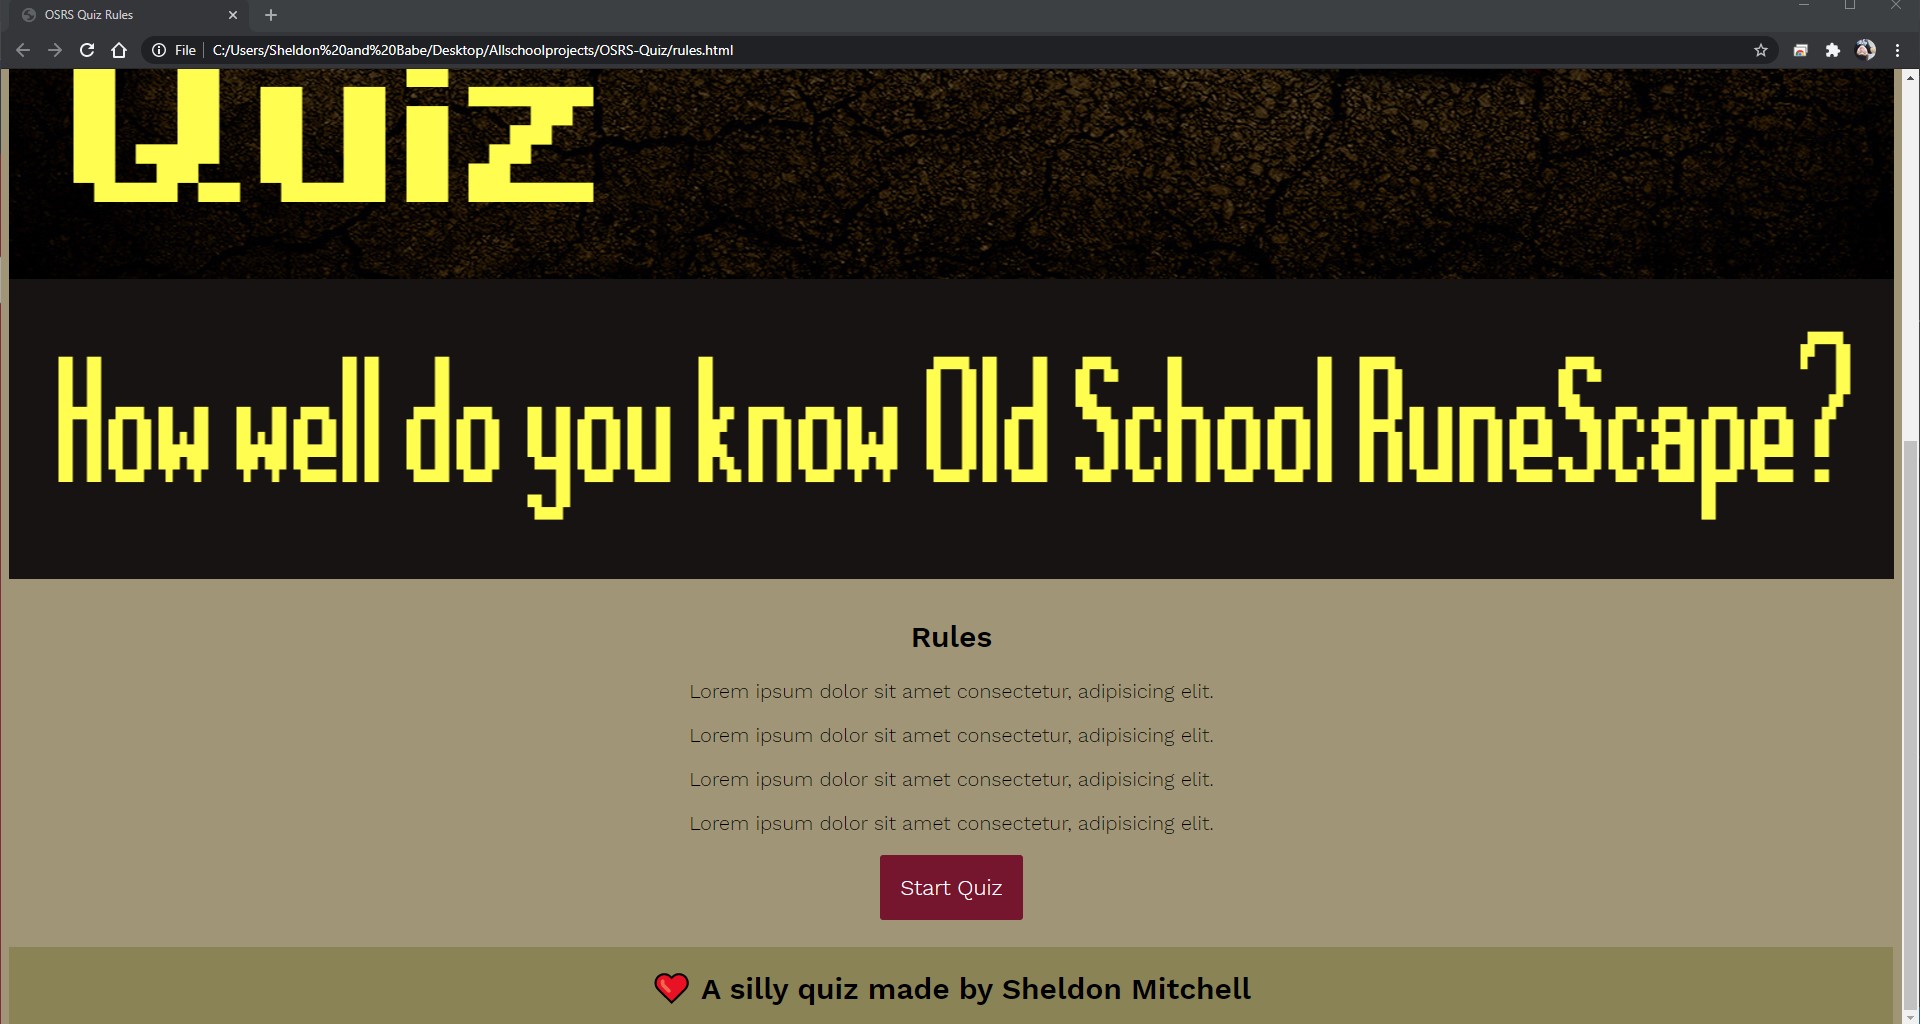 OSRS Quiz Rules
File C:/Users/Sheldon%20and%20Babe/Desktop/Allschoolprojects/OSRS-Quiz/rules.html
Quiz
How well do you know Old School RuneScape?
Rules
Lorem ipsum dolor sit amet consectetur, adipisicing elit.
Lorem ipsum dolor sit amet consectetur, adipisicing elit.
Lorem ipsum dolor sit amet consectetur, adipisicing elit.
Lorem ipsum dolor sit amet consectetur, adipisicing elit.
Start Quiz
A silly quiz made by Sheldon Mitchell